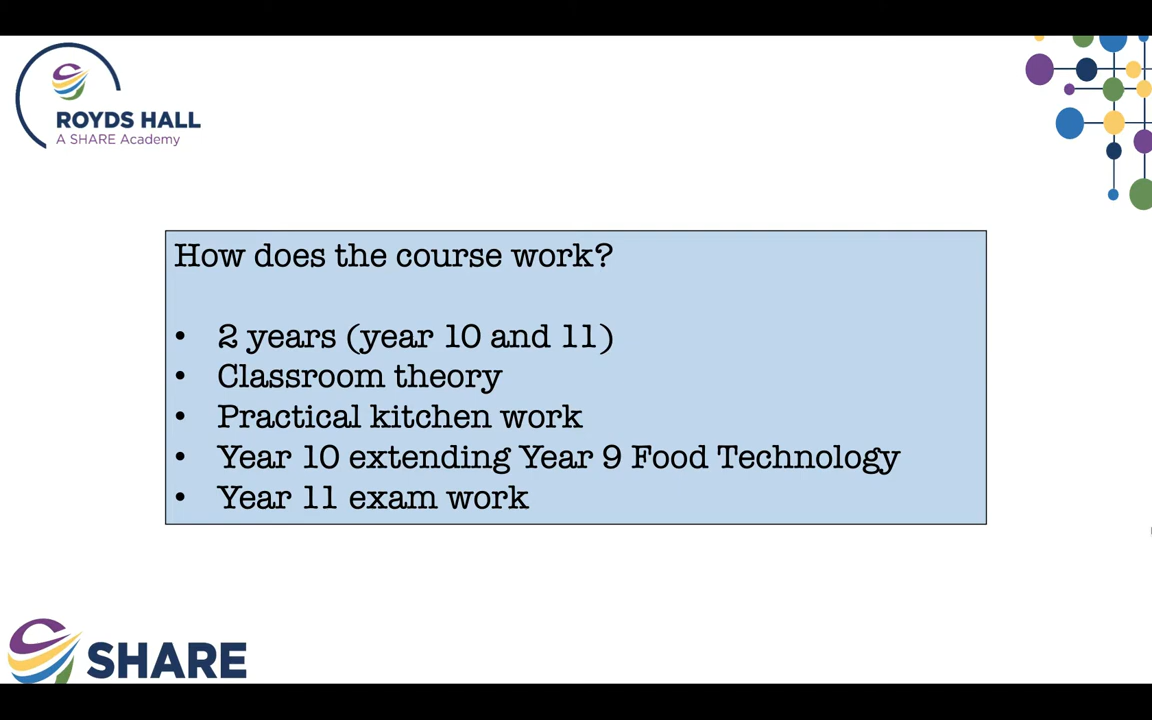 ROYDS HALL
A SHARE Academy
How does the course work?
• 2 years (year 10 and 11)
• Classroom theory
• Practical kitchen work
• Year 10 extending Year 9 Food Technology
• Year 11 exam work
SHARE